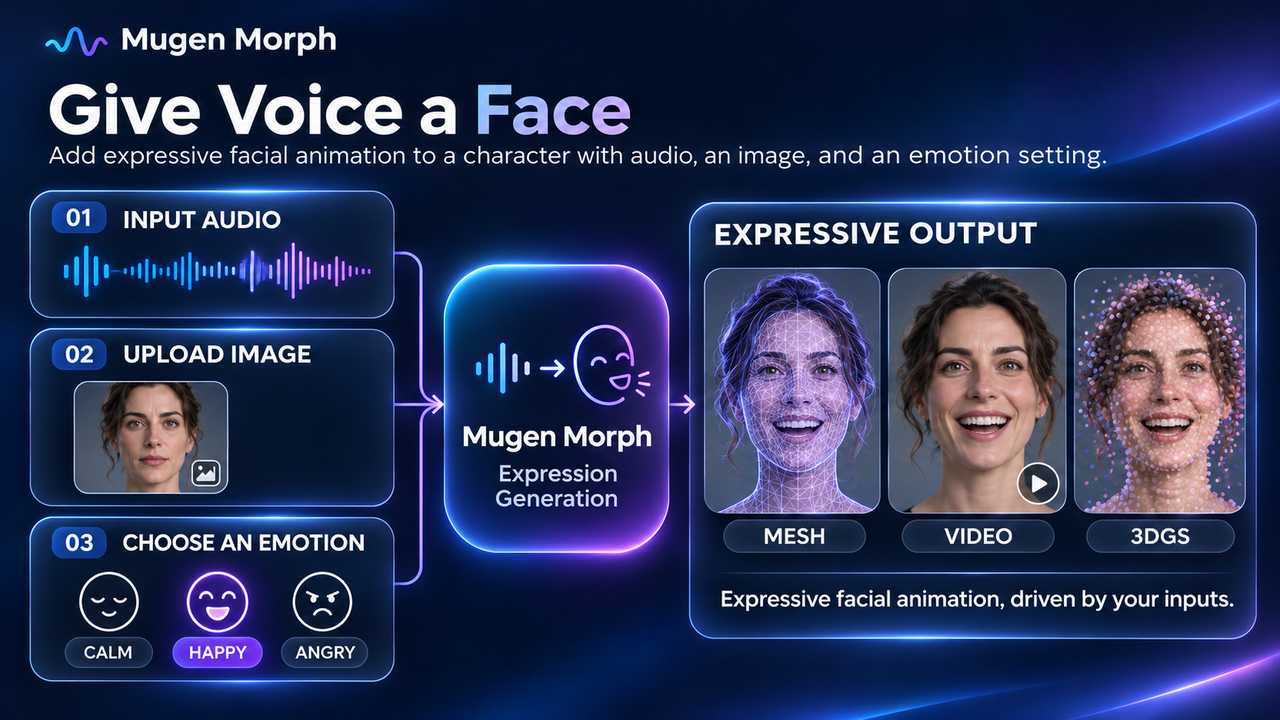 Mugen Morph
Give Voice a Face
Add expressive facial animation to a character with audio, an image, and an emotion setting.
01 INPUT AUDIO
02 UPLOAD IMAGE
03 CHOOSE AN EMOTION
CALM
HAPPY
ANGRY
Mugen Morph
Expression
Generation
EXPRESSIVE OUTPUT
MESH
VIDEO
3DGS
Expressive facial animation, driven by your inputs.